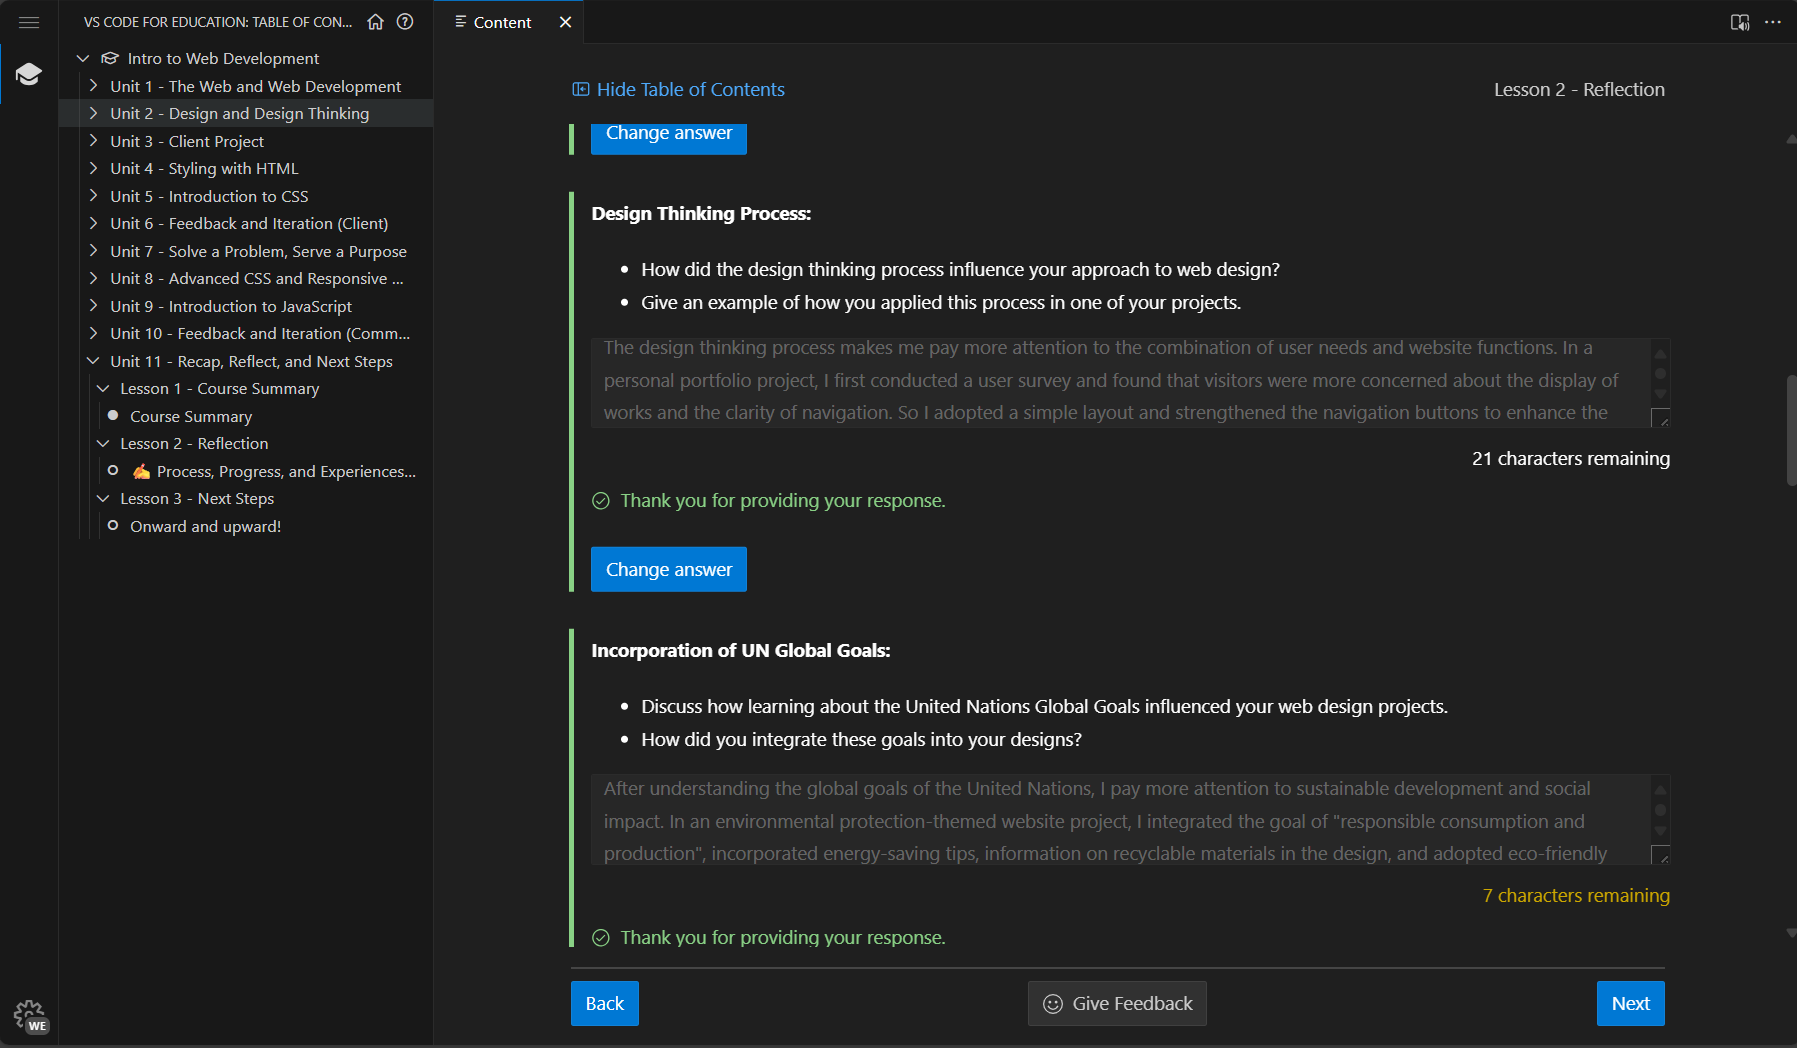 VS CODE FOR EDUCATION: TABLE OF CON...
Intro to Web Development
Unit 1 - The Web and Web Development
Unit 2 - Design and Design Thinking
Unit 3 - Client Project
Unit 4 - Styling with HTML
Unit 5 - Introduction to CSS
Unit 6 - Feedback and Iteration (Client)
Unit 7 - Solve a Problem, Serve a Purpose
Unit 8 - Advanced CSS and Responsive ...
Unit 9 - Introduction to JavaScript
Unit 10 - Feedback and Iteration (Comm...
Unit 11 - Recap, Reflect, and Next Steps
Lesson 1 - Course Summary
Course Summary
Lesson 2 - Reflection
✍️ Process, Progress, and Experiences...
Lesson 3 - Next Steps
Onward and upward!
WE
Content
Hide Table of Contents
Lesson 2 - Reflection
Change answer
Design Thinking Process:
• How did the design thinking process influence your approach to web design?
• Give an example of how you applied this process in one of your projects.
The design thinking process makes me pay more attention to the combination of user needs and website functions. In a
personal portfolio project, I first conducted a user survey and found that visitors were more concerned about the display of
works and the clarity of navigation. So I adopted a simple layout and strengthened the navigation buttons to enhance the
21 characters remaining
Thank you for providing your response.
Change answer
Incorporation of UN Global Goals:
• Discuss how learning about the United Nations Global Goals influenced your web design projects.
• How did you integrate these goals into your designs?
After understanding the global goals of the United Nations, I pay more attention to sustainable development and social
impact. In an environmental protection-themed website project, I integrated the goal of "responsible consumption and
production", incorporated energy-saving tips, information on recyclable materials in the design, and adopted eco-friendly
7 characters remaining
Thank you for providing your response.
Back
Give Feedback
Next